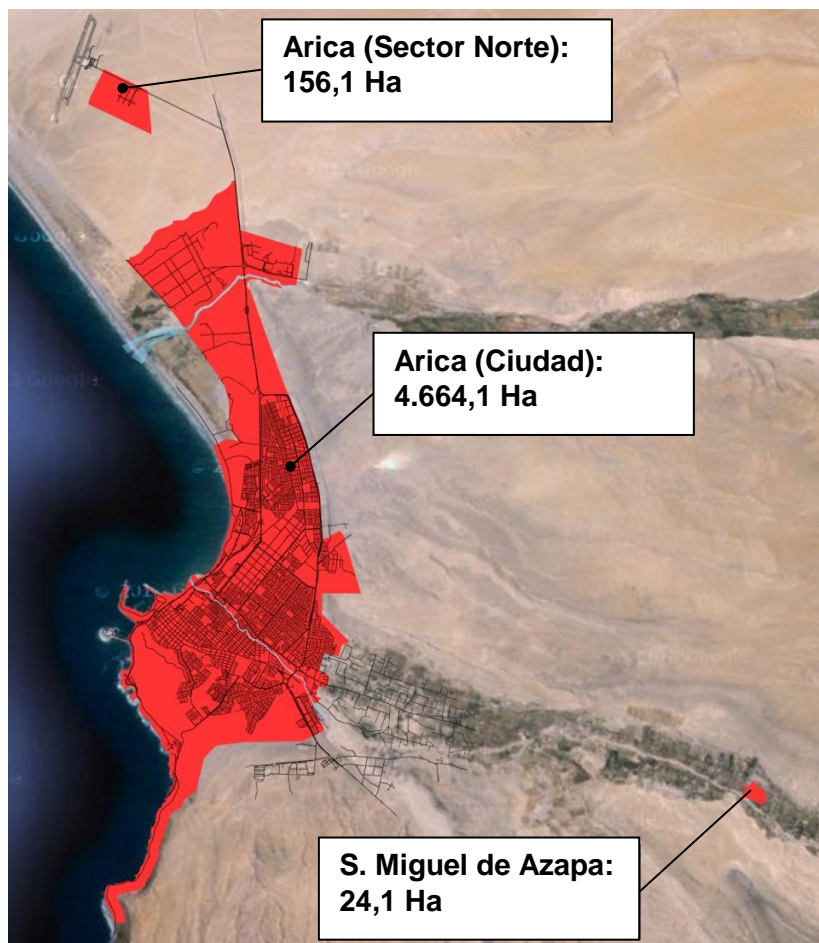 Arica (Sector Norte):
156,1 Ha
Arica (Ciudad):
4.664,1 Ha
S. Miguel de Azapa:
24,1 Ha